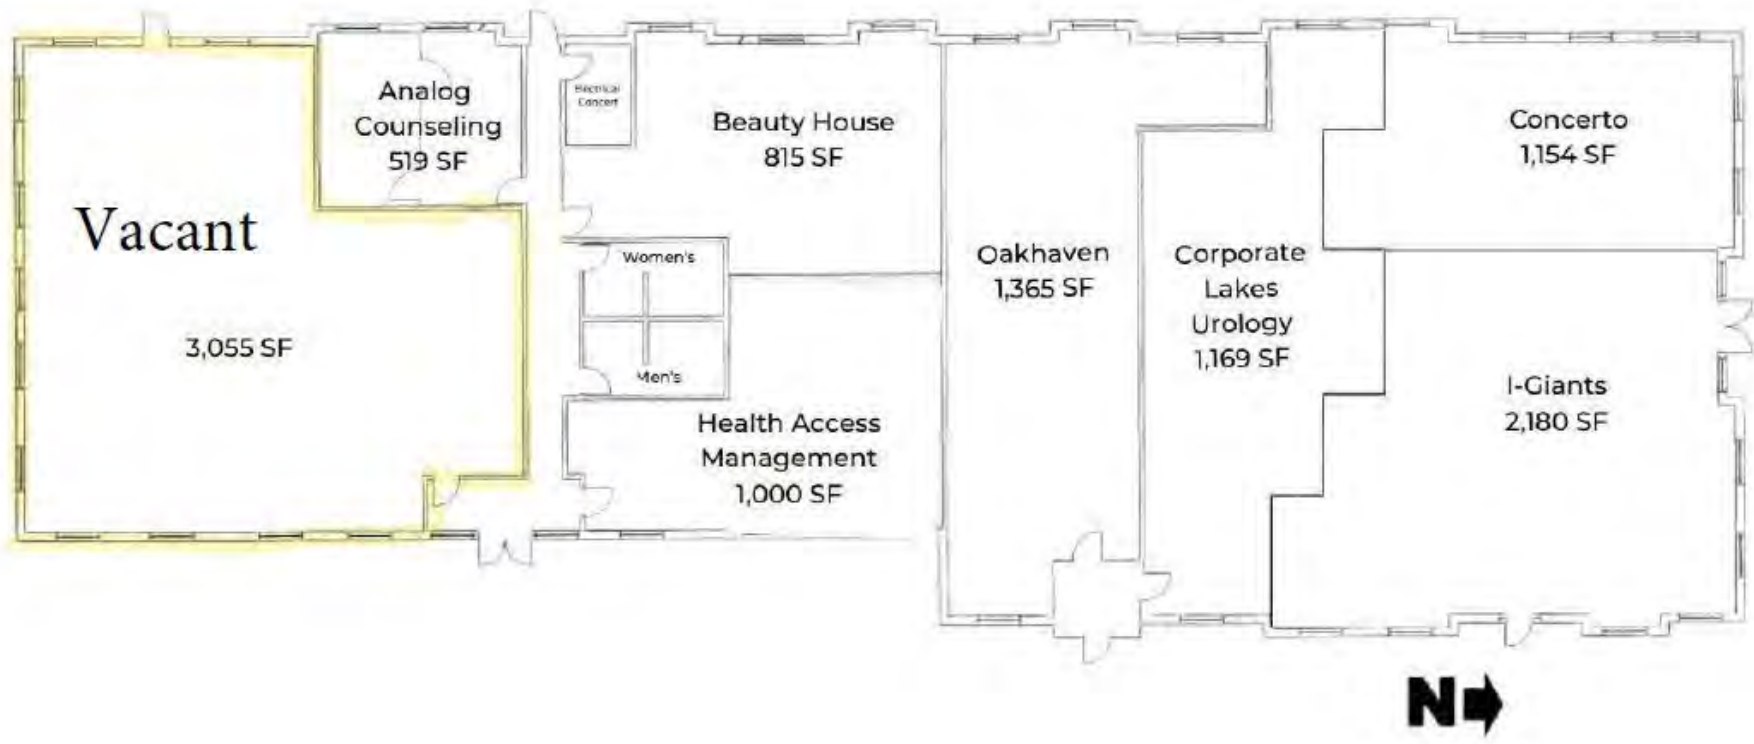 Vacant
3,055 SF
Analog
Counseling
519 SF
Electrical
Concert
Beauty House
815 SF
Women's
Men's
Health Access
Management
1,000 SF
Oakhaven
1,365 SF
Corporate
Lakes
Urology
1,169 SF
Concerto
1,154 SF
I-Giants
2,180 SF
N